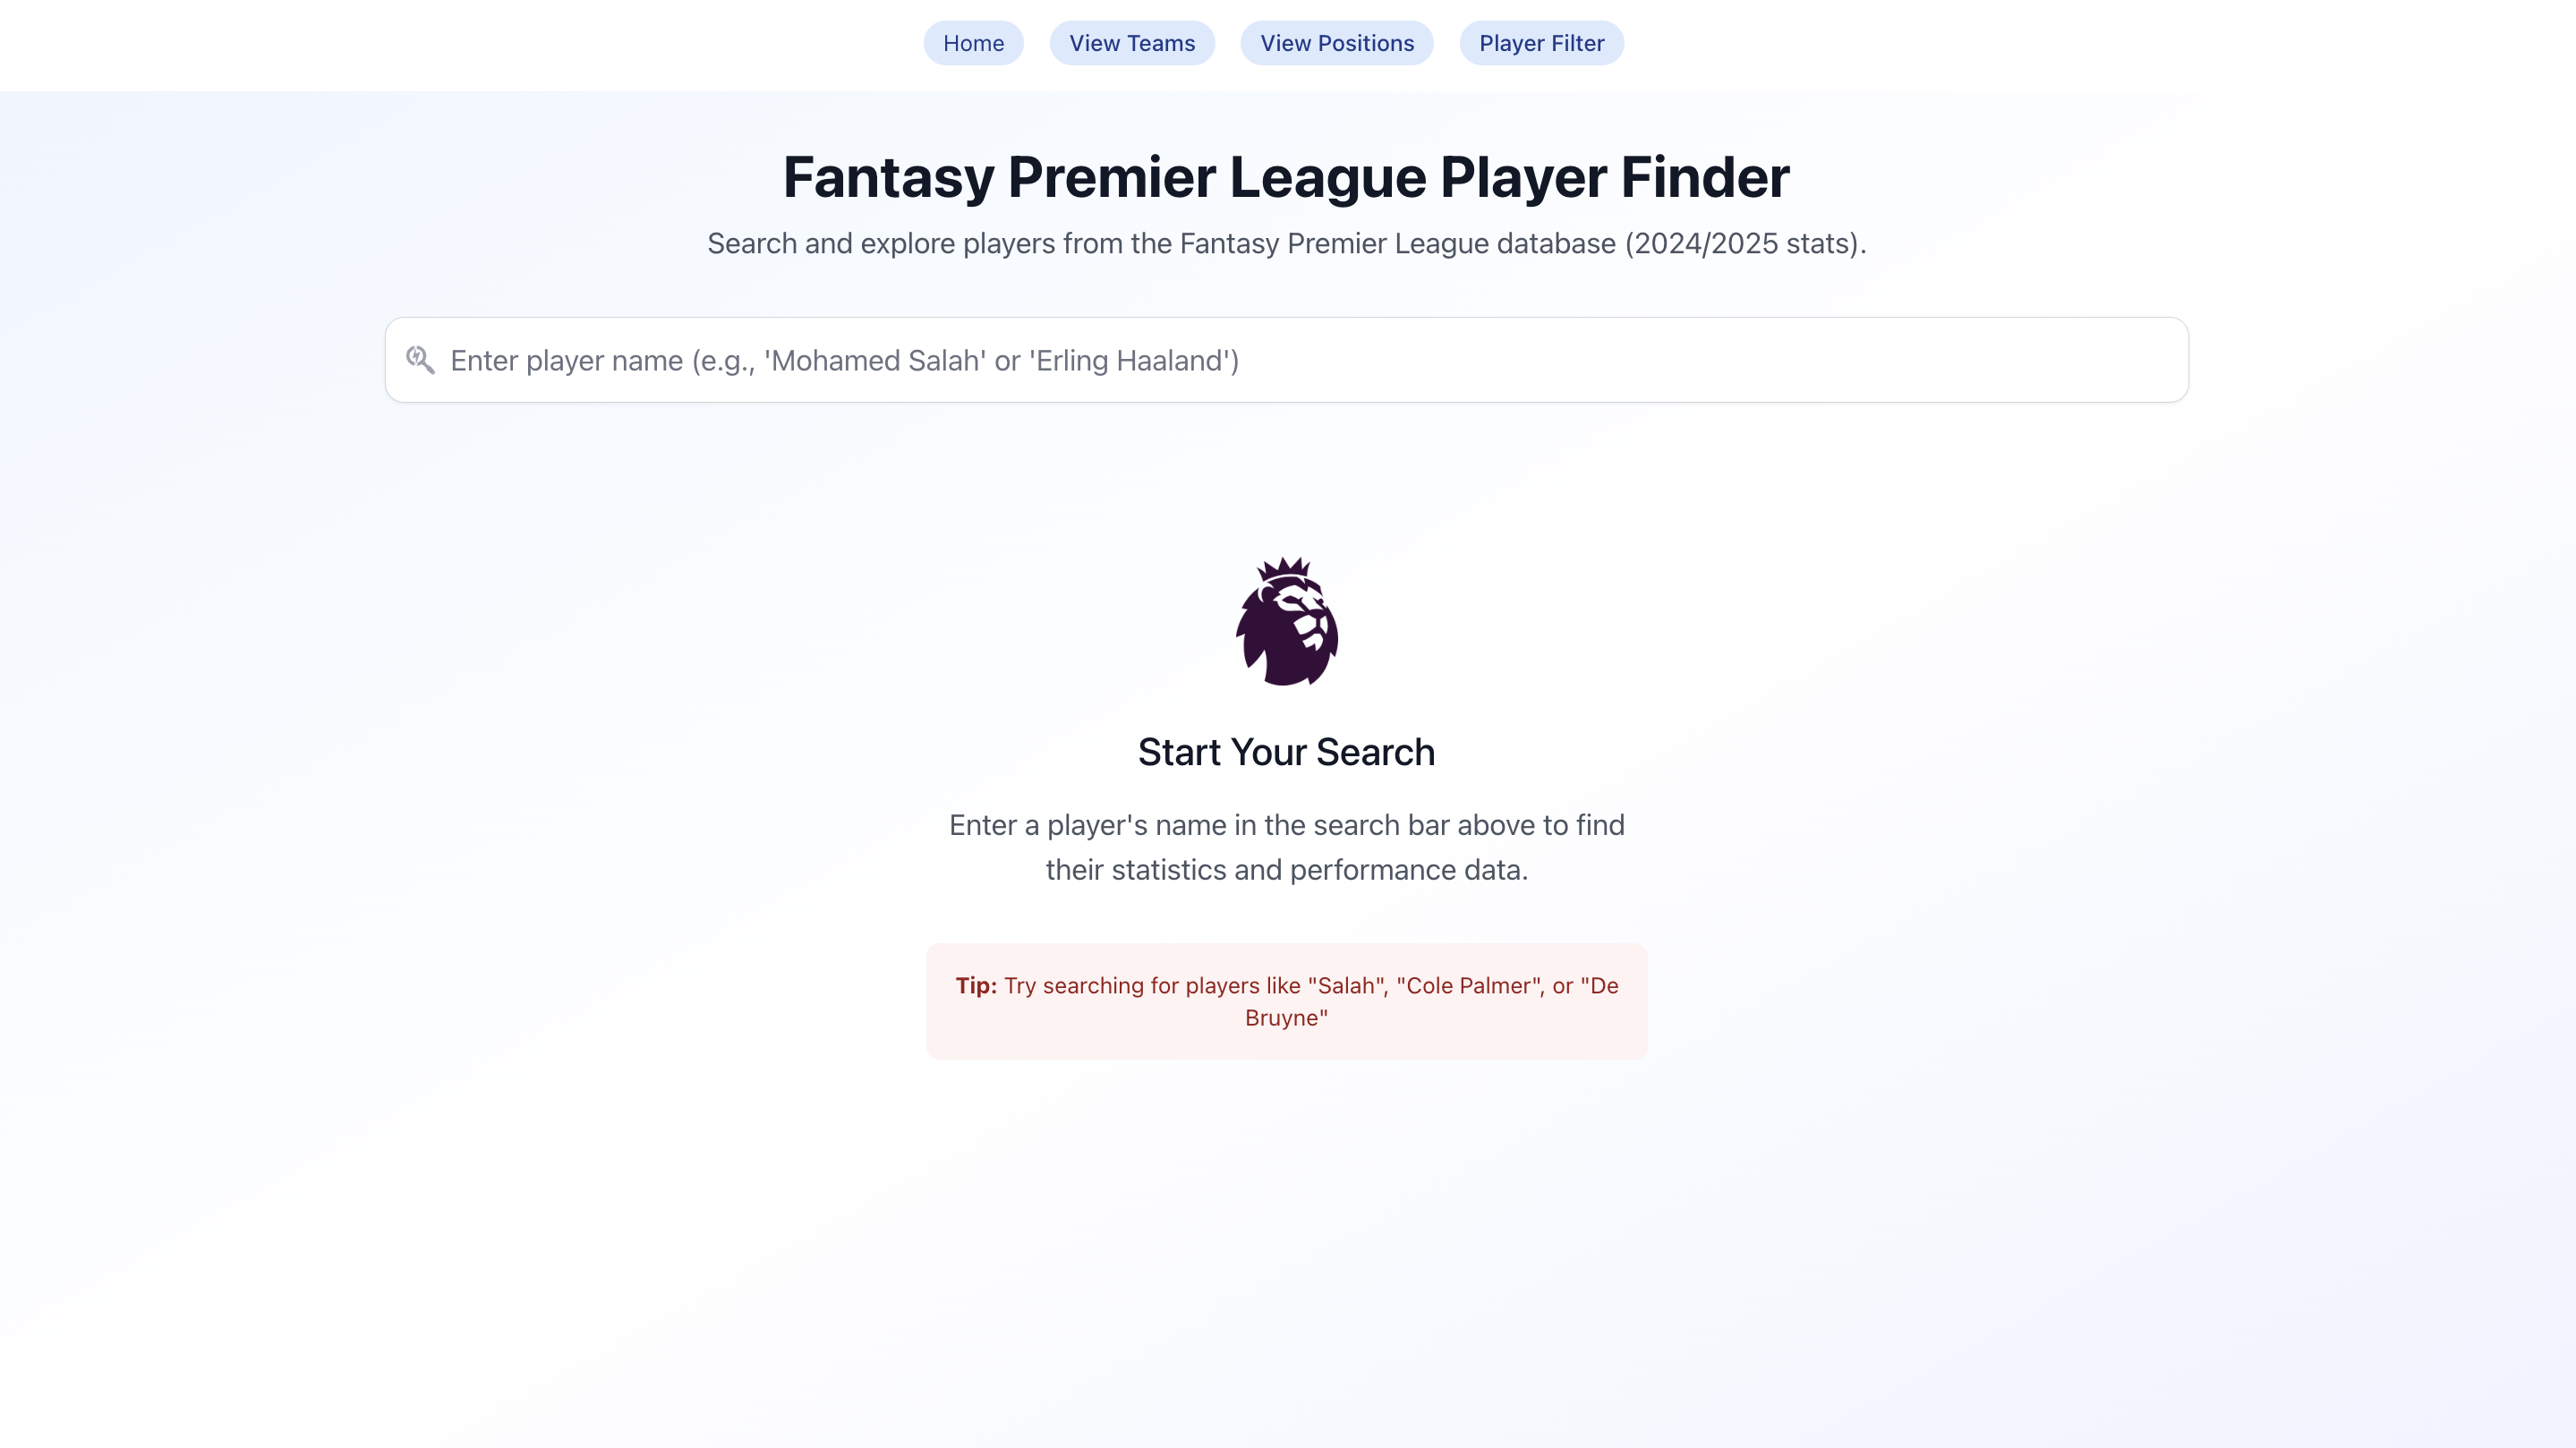 Home
View Teams
View Positions
Player Filter
Fantasy Premier League Player Finder
Search and explore players from the Fantasy Premier League database (2024/2025 stats).
Enter player name (e.g., 'Mohamed Salah' or 'Erling Haaland')
Start Your Search
Enter a player's name in the search bar above to find
their statistics and performance data.
Tip: Try searching for players like "Salah", "Cole Palmer", or "De
Bruyne"